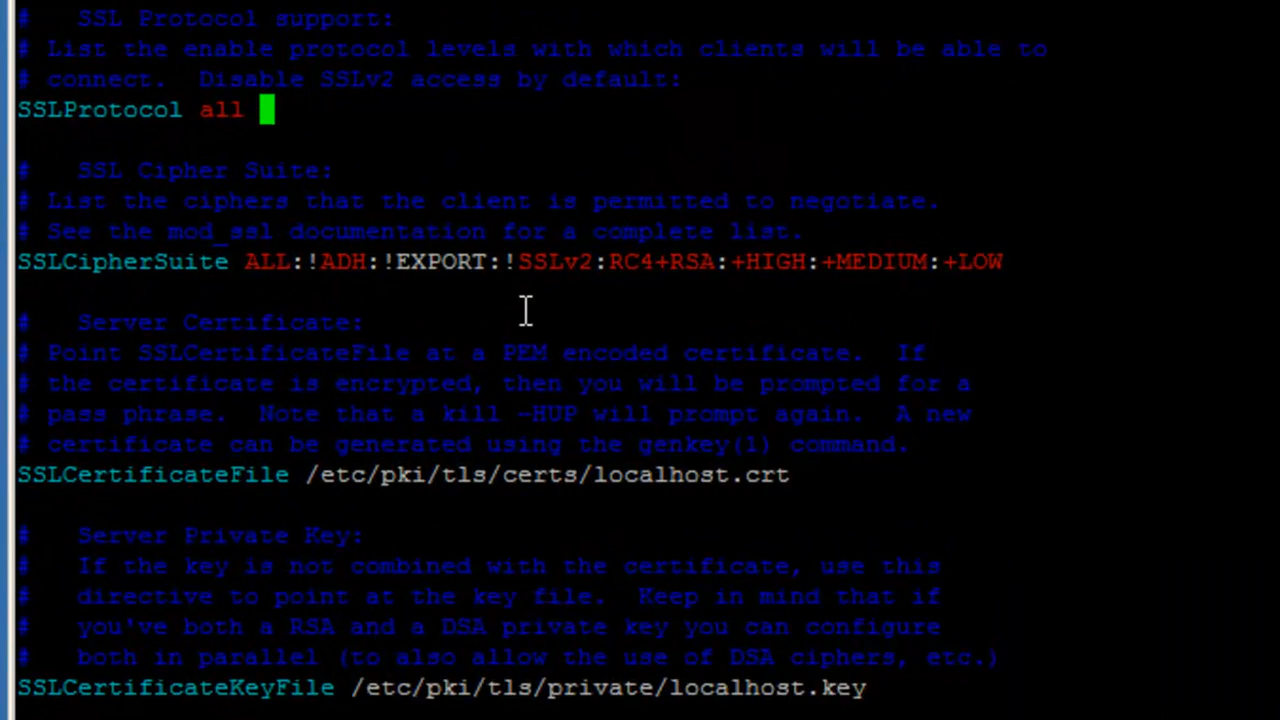 #   SSL Protocol support:
# List the enable protocol levels with which clients will be able to
# connect.  Disable SSLv2 access by default:
SSLProtocol all
#   SSL Cipher Suite:
# List the ciphers that the client is permitted to negotiate.
# See the mod_ssl documentation for a complete list.
SSLCipherSuite ALL:!ADH:!EXPORT:!SSLv2:RC4+RSA:+HIGH:+MEDIUM:+LOW
#   Server Certificate:
# Point SSLCertificateFile at a PEM encoded certificate.  If
# the certificate is encrypted, then you will be prompted for a
# pass phrase.  Note that a kill -HUP will prompt again.  A new
# certificate can be generated using the genkey(1) command.
SSLCertificateFile /etc/pki/tls/certs/localhost.crt
#   Server Private Key:
#   If the key is not combined with the certificate, use this
#   directive to point at the key file.  Keep in mind that if
#   you've both a RSA and a DSA private key you can configure
#   both in parallel (to also allow the use of DSA ciphers, etc.)
SSLCertificateKeyFile /etc/pki/tls/private/localhost.key